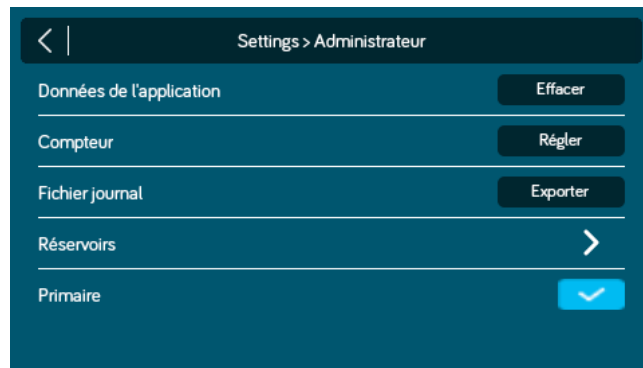 Settings > Administrateur
Données de l'application
Effacer
Compteur
Régler
Fichier journal
Exporter
Réservoirs
Primaire